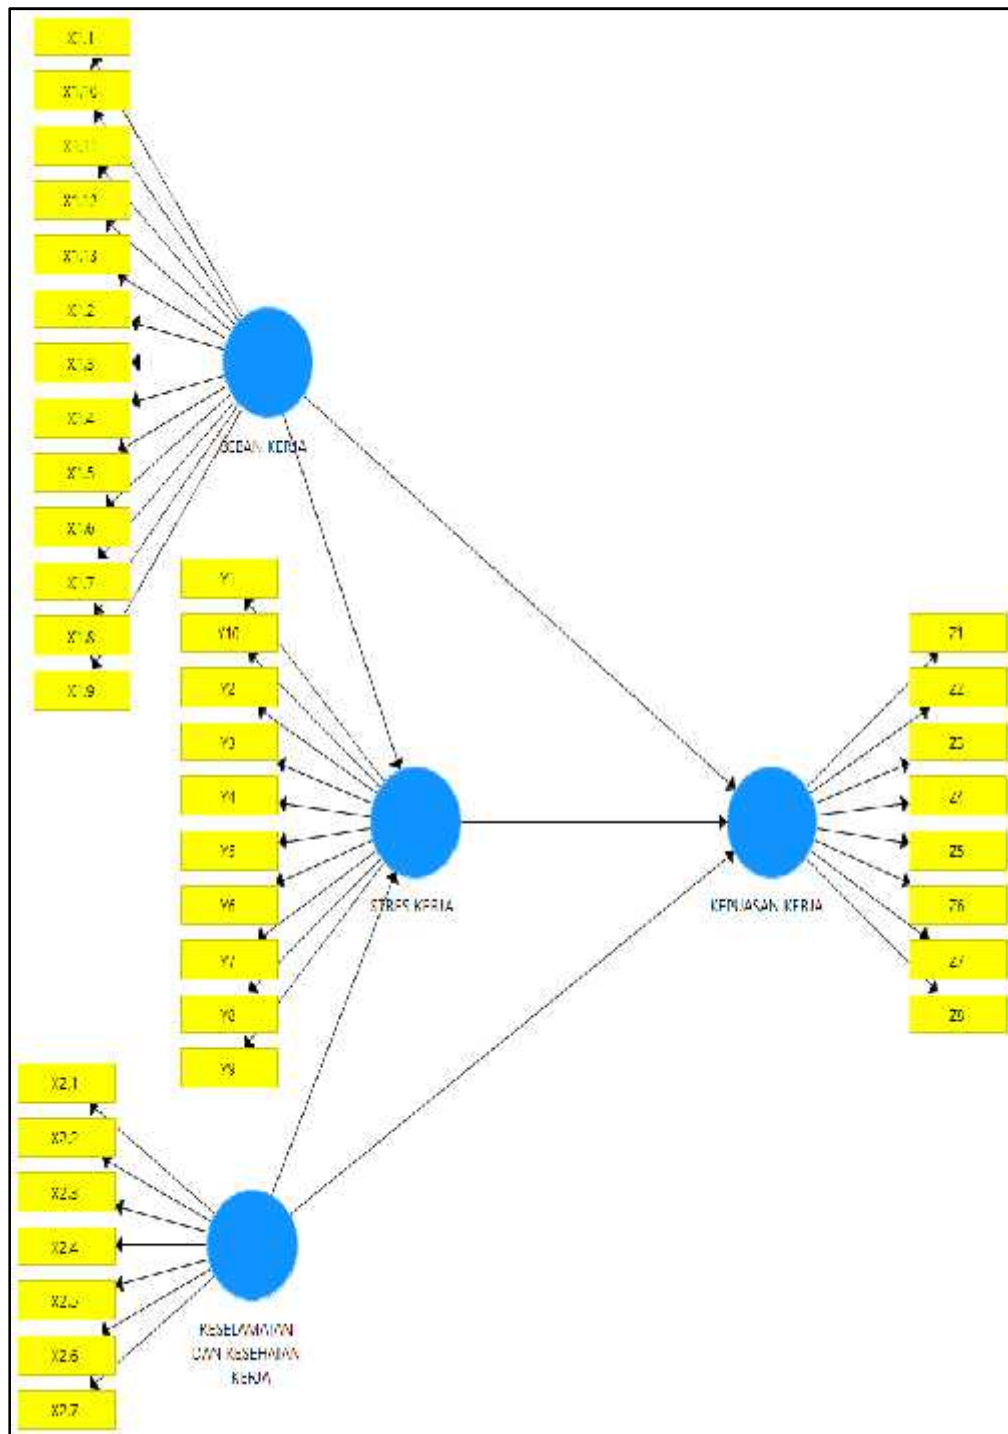 X1.1
X1.10
X1.11
X1.12
X1.13
X1.2
X1.3
X1.4
X1.5
X1.6
X1.7
X1.8
X1.9
BEBAN KERJA
Y1
Y10
Y2
Y3
Y4
Y5
Y6
Y7
Y8
Y9
STRES KERJA
Z1
Z2
Z3
Z4
Z5
Z6
Z7
Z8
KEPUASAN KERJA
X2.1
X2.2
X2.3
X2.4
X2.5
X2.6
X2.7
KESELAMATAN
DAN KESEHATAN
KERJA